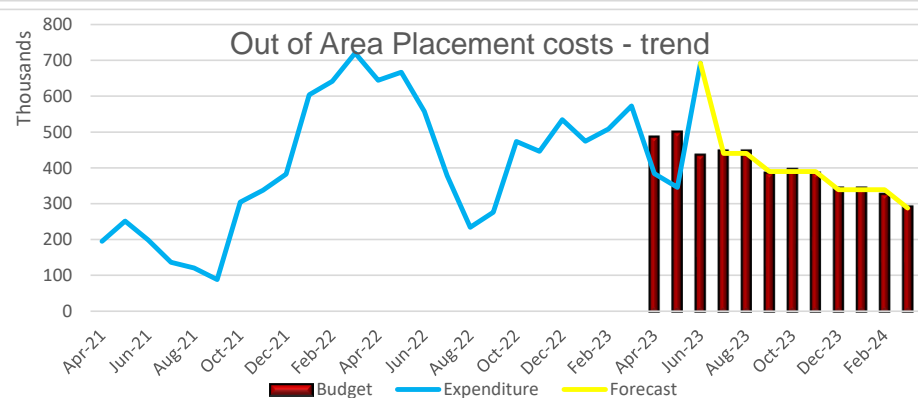 Out of Area Placement costs - trend
Thousands
800
700
600
500
400
300
200
100
0
Apr-21
Jun-21
Aug-21
Oct-21
Dec-21
Feb-22
Apr-22
Jun-22
Aug-22
Oct-22
Dec-22
Feb-23
Apr-23
Jun-23
Aug-23
Oct-23
Dec-23
Feb-24
Budget Expenditure Forecast